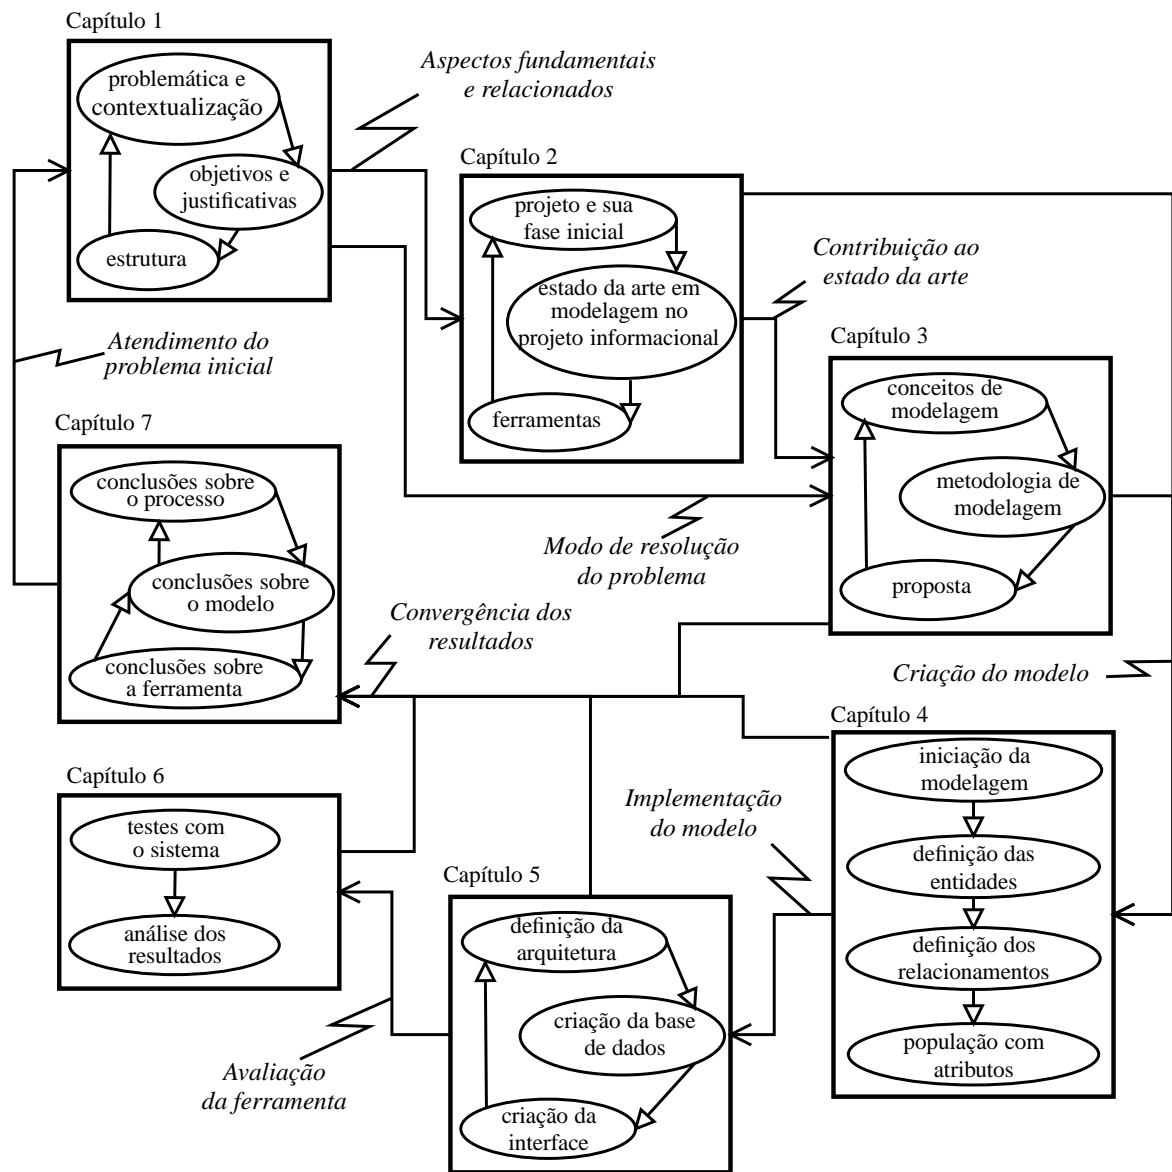 Capítulo 1
problemática e
contextualização
objetivos e
justificativas
estrutura
Aspectos fundamentais
e relacionados
Capítulo 2
projeto e sua
fase inicial
estado da arte em
modelagem no
projeto informacional
ferramentas
Contribuição ao
estado da arte
Capítulo 3
conceitos de
modelagem
metodologia de
modelagem
proposta
Atendimento do
problema inicial
Modo de resolução
do problema
Capítulo 7
conclusões sobre
o processo
conclusões sobre
o modelo
conclusões sobre
a ferramenta
Convergência dos
resultados
Criação do modelo
Capítulo 4
iniciação da
modelagem
definição das
entidades
definição dos
relacionamentos
população com
atributos
Implementação
do modelo
Capítulo 5
definição da
arquitetura
criação da base
de dados
criação da
interface
Capítulo 6
testes com
o sistema
análise dos
resultados
Avaliação
da ferramenta